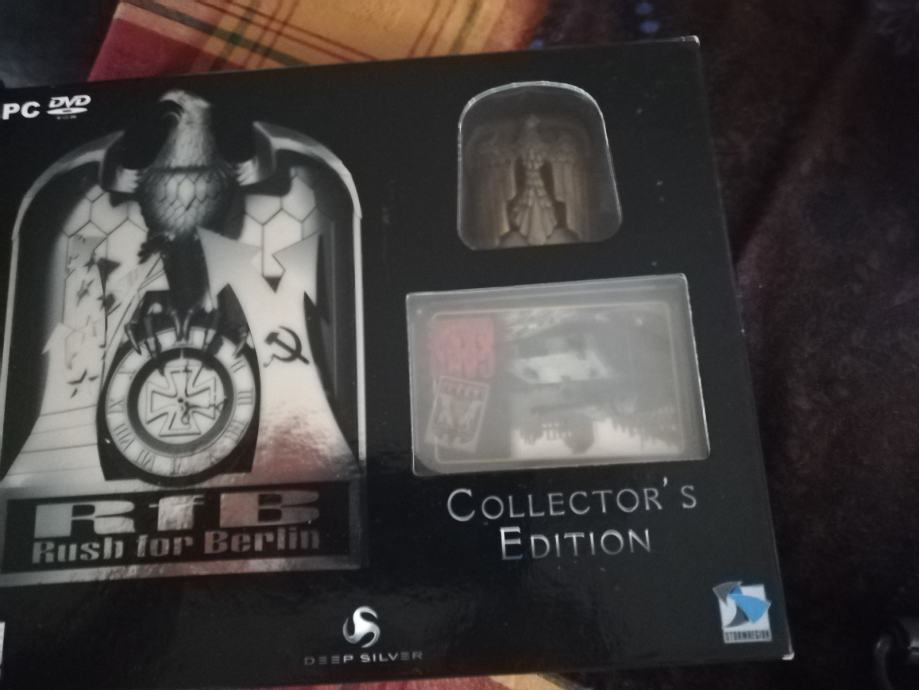 PC DVD
RfB
Rush for Berlin
COLLECTOR'S
EDITION
DEEP SILVER
STORMREGION